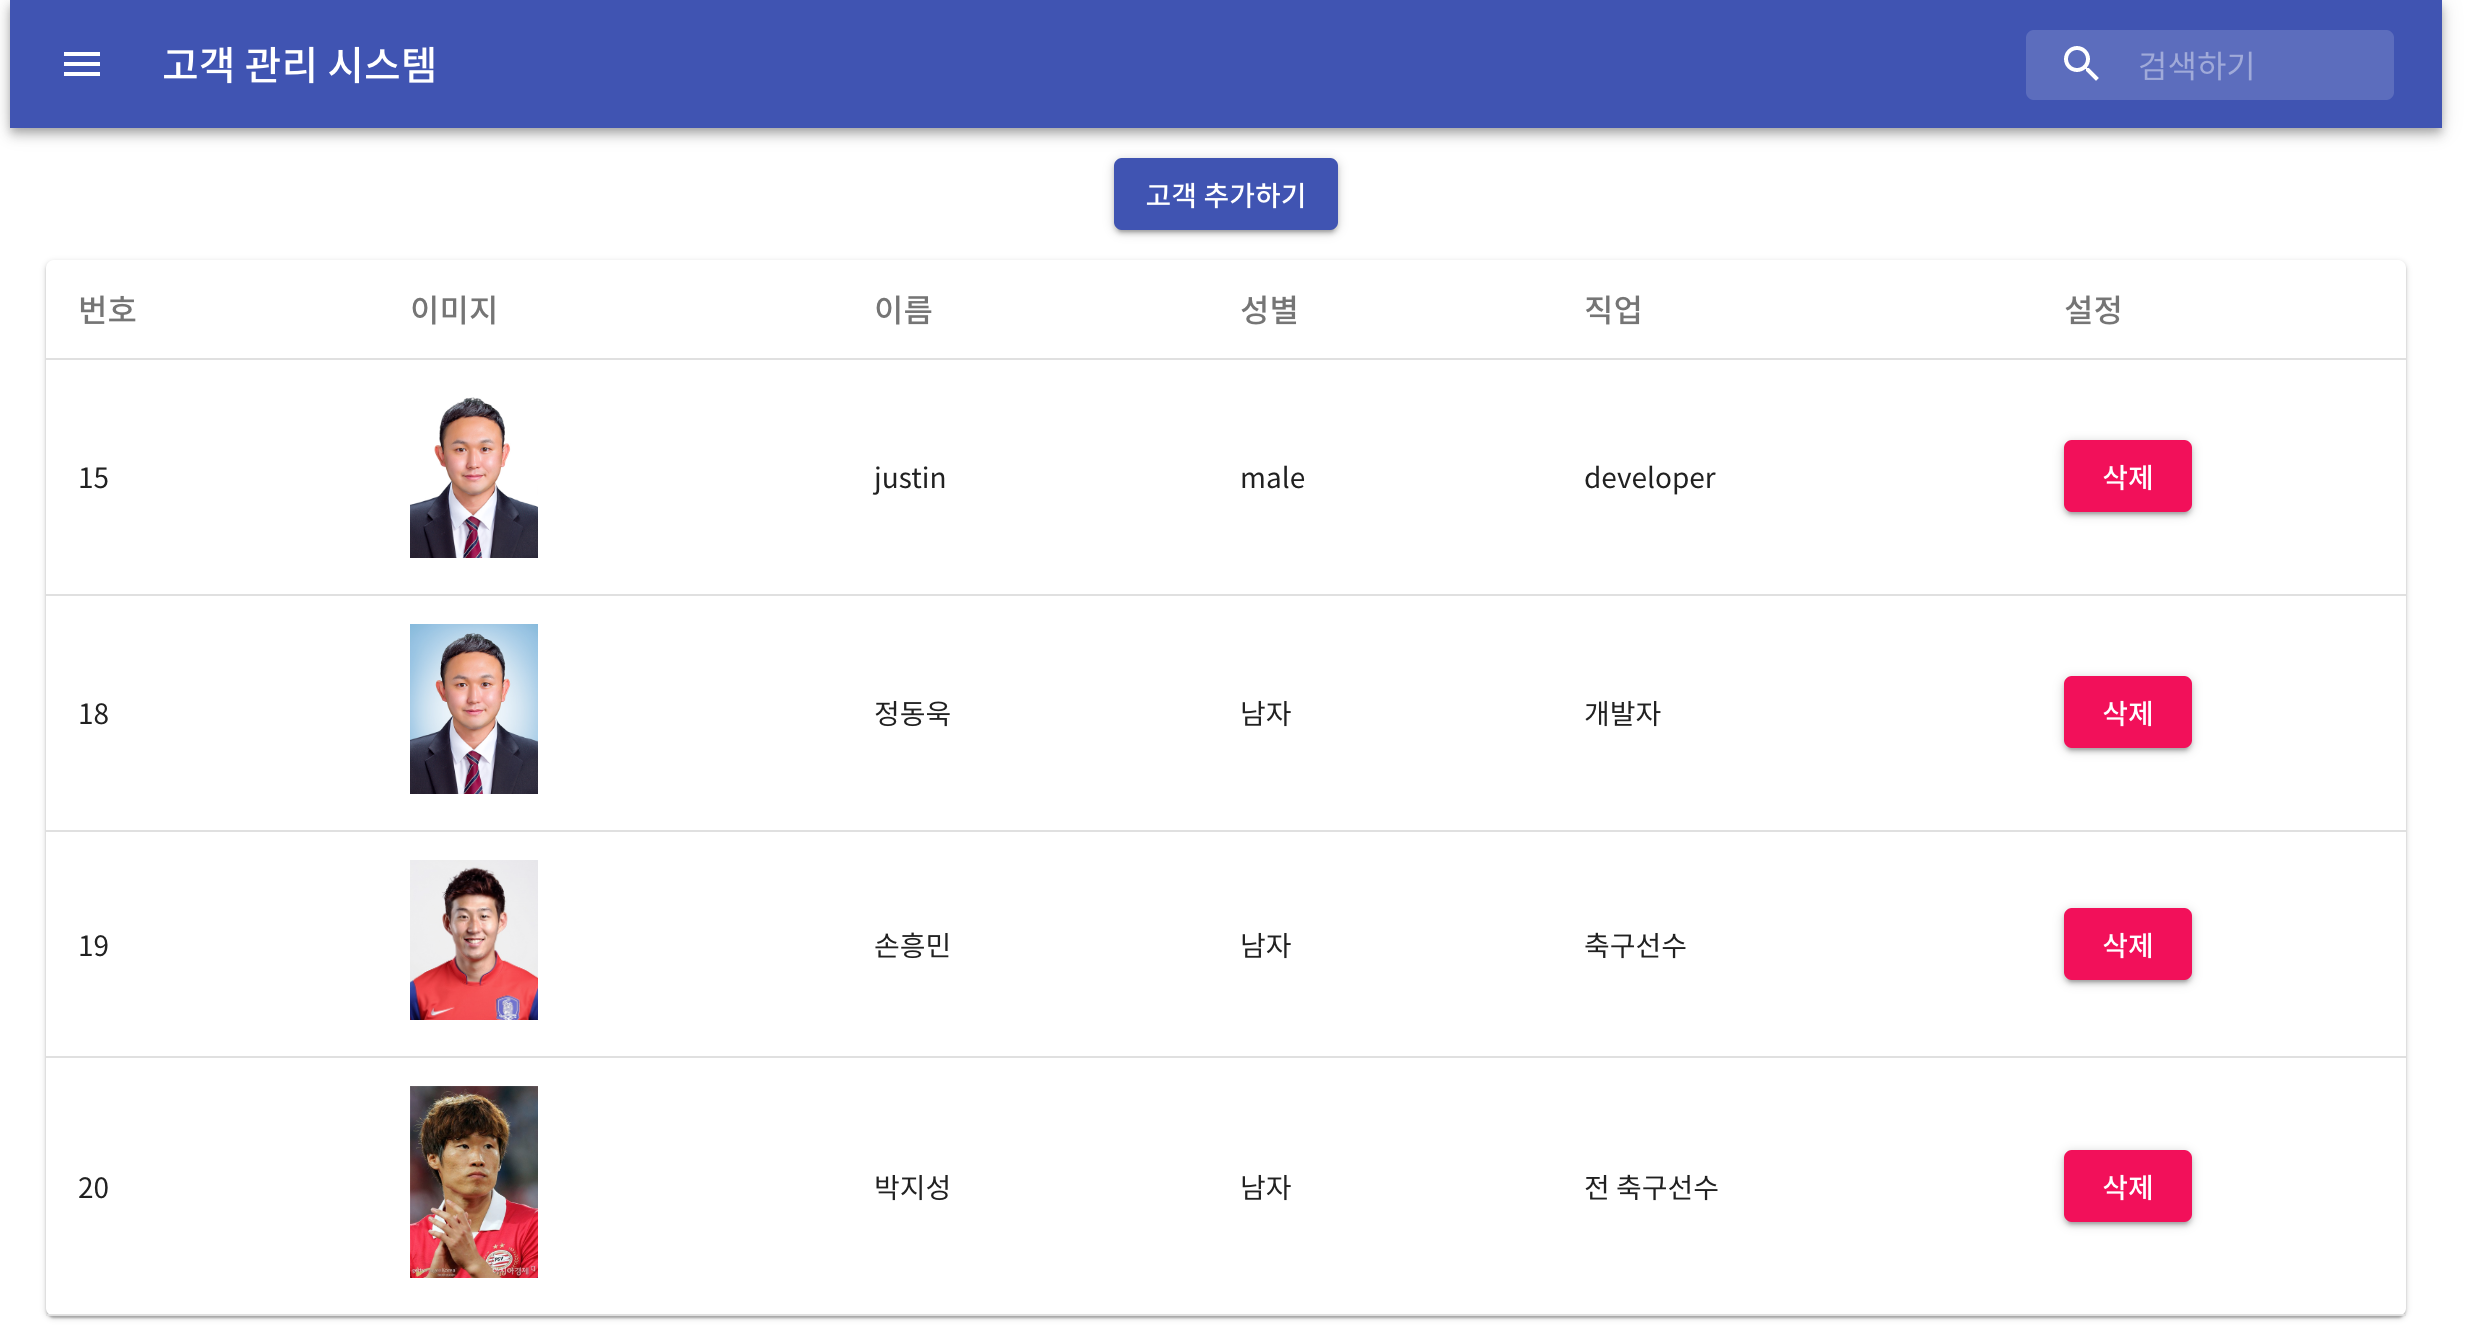 고객 관리 시스템
검색하기
고객 추가하기
번호 이미지 이름 성별 직업 설정
15 justin male developer 삭제
18 정동욱 남자 개발자 삭제
19 손흥민 남자 축구선수 삭제
20 박지성 남자 전 축구선수 삭제